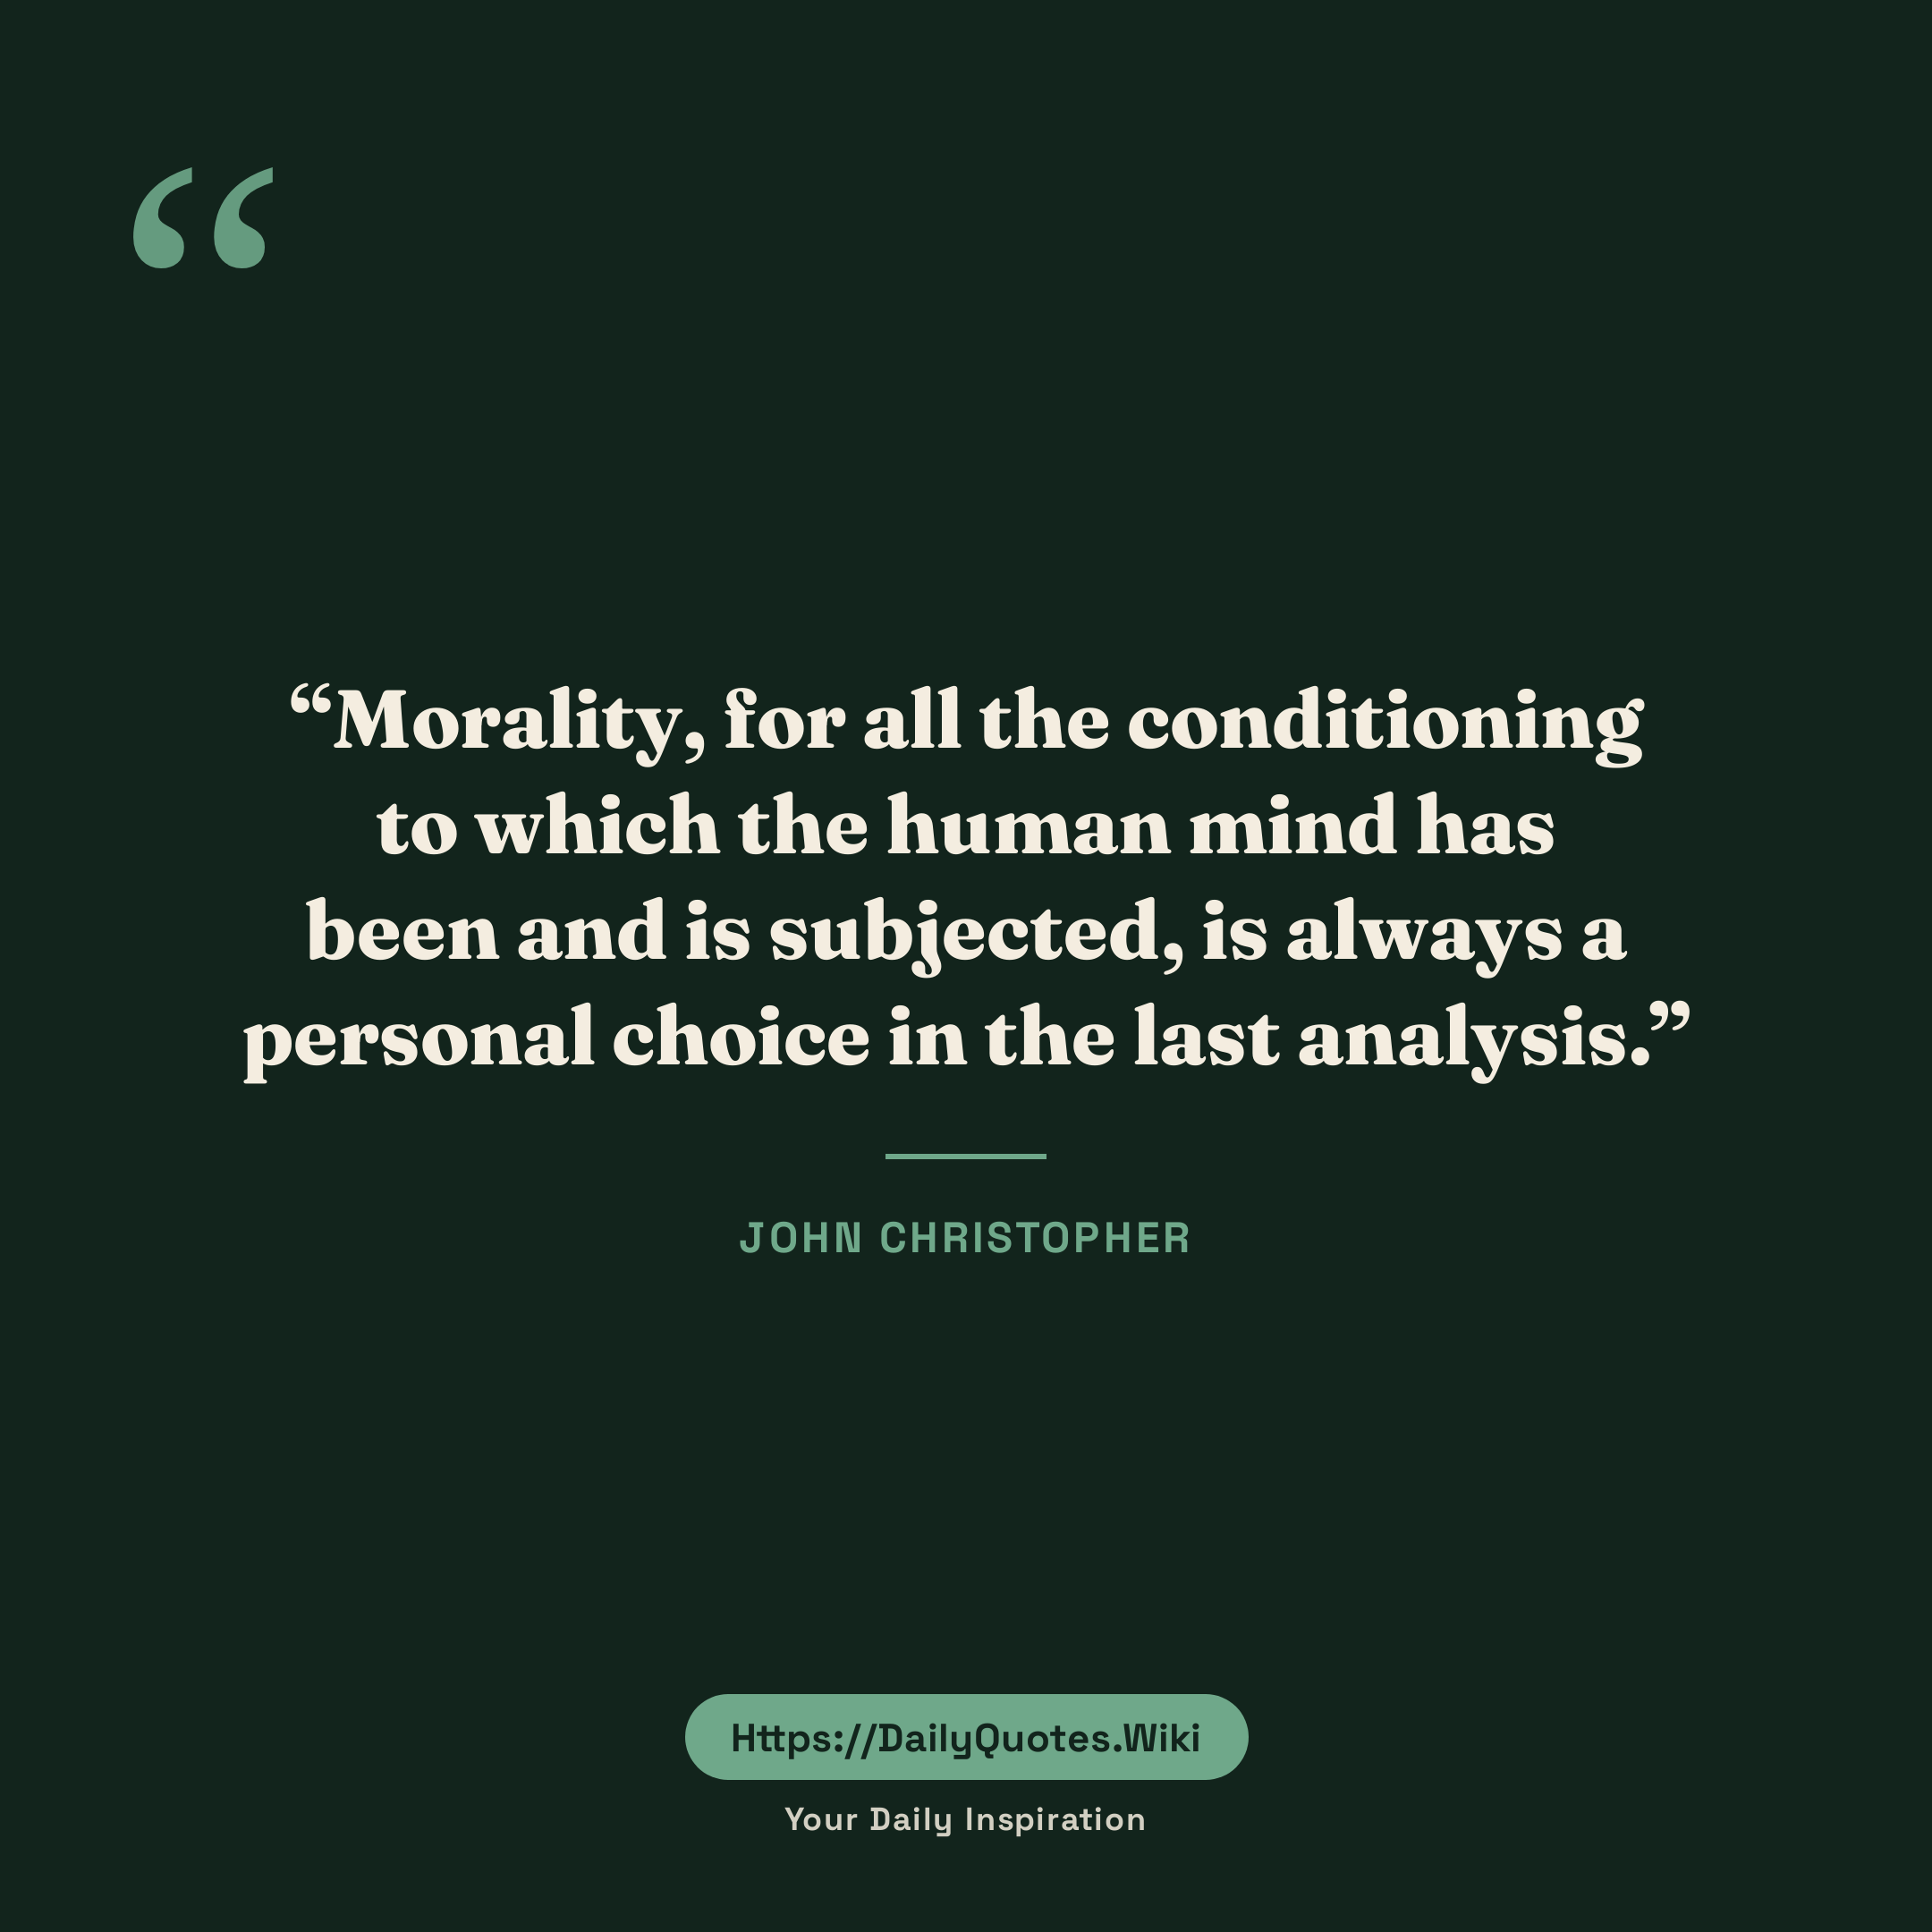 “
“Morality, for all the conditioning
to which the human mind has
been and is subjected, is always a
personal choice in the last analysis.”
JOHN CHRISTOPHER
Https://DailyQuotes.Wiki
Your Daily Inspiration